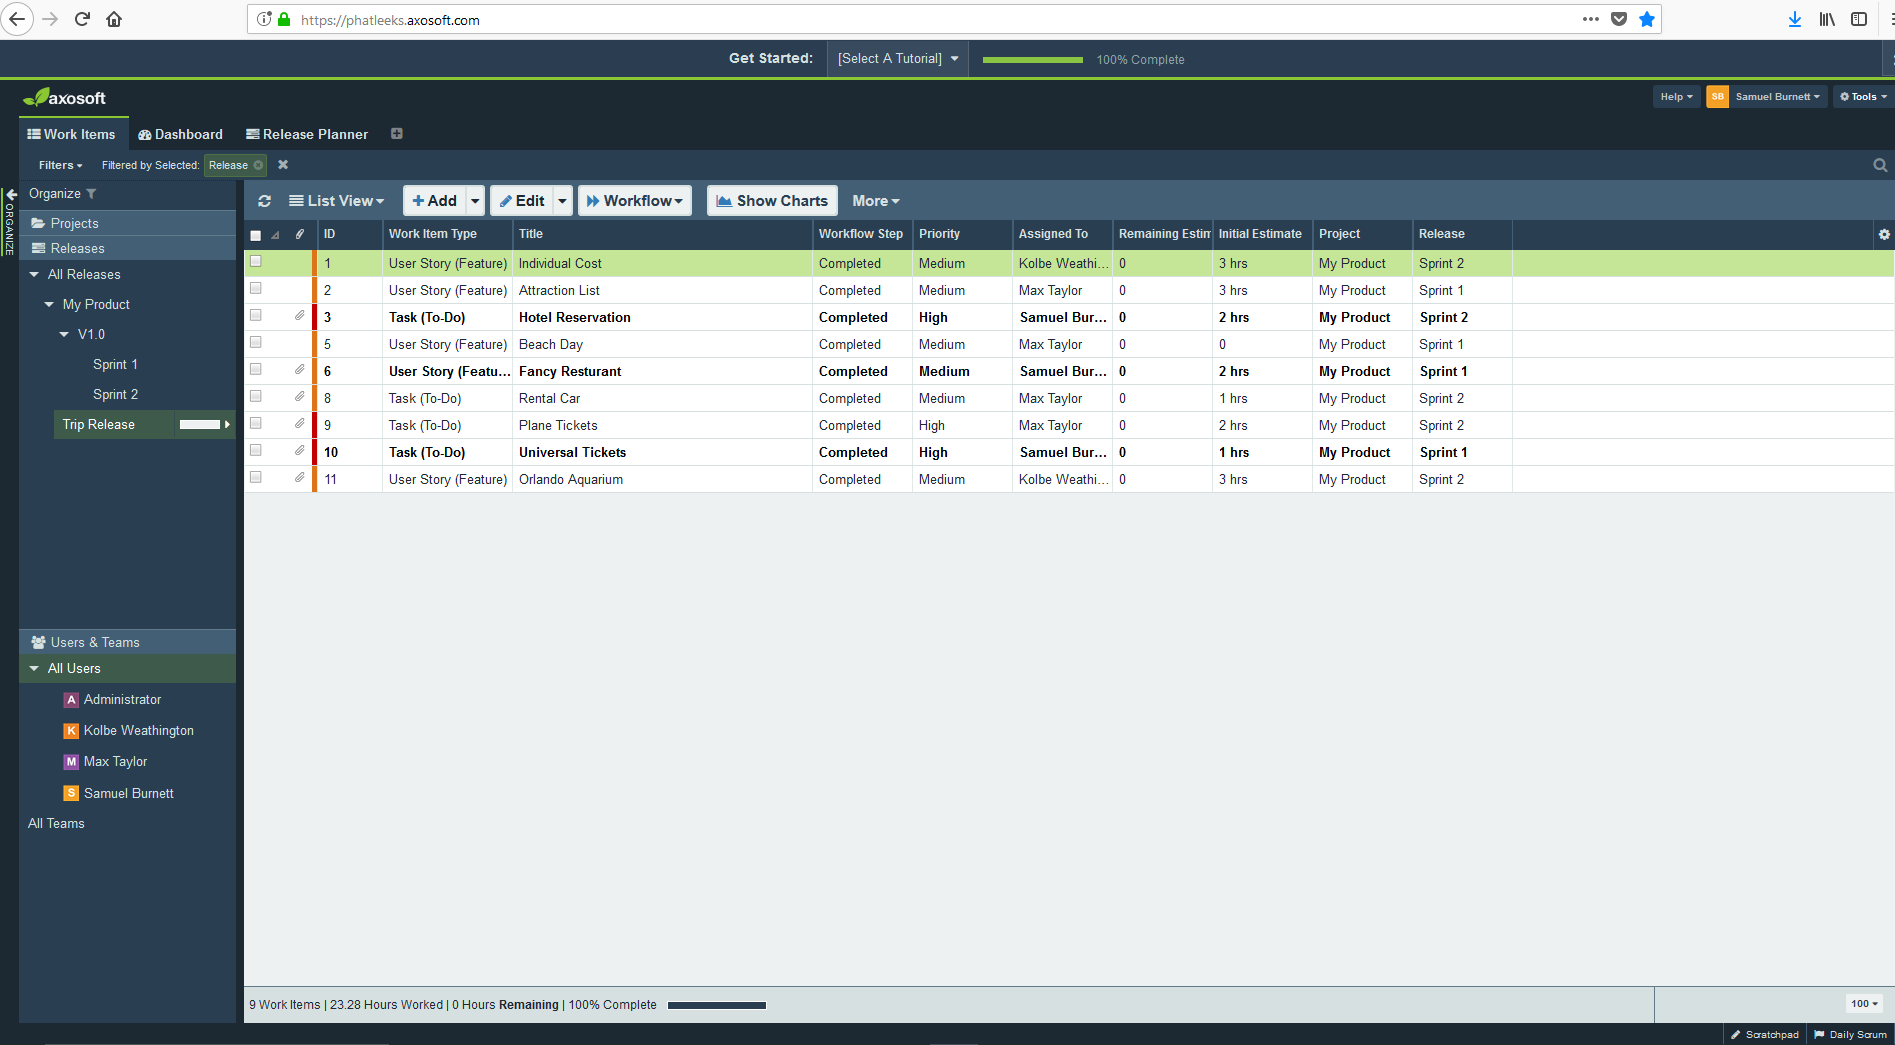 https://phatleeks.axosoft.com
Get Started: [Select A Tutorial] 100% Complete
axosoft
Help SB Samuel Burnett Tools
Work Items Dashboard Release Planner
Filters Filtered by Selected: Release
ORGANIZE
Organize
Projects
Releases
All Releases
My Product
V1.0
Sprint 1
Sprint 2
Trip Release
Users & Teams
All Users
A Administrator
K Kolbe Weathington
M Max Taylor
S Samuel Burnett
All Teams
List View Add Edit Workflow Show Charts More
ID Work Item Type Title Workflow Step Priority Assigned To Remaining Estim Initial Estimate Project Release
1 User Story (Feature) Individual Cost Completed Medium Kolbe Weathi... 0 3 hrs My Product Sprint 2
2 User Story (Feature) Attraction List Completed Medium Max Taylor 0 3 hrs My Product Sprint 1
3 Task (To-Do) Hotel Reservation Completed High Samuel Bur... 0 2 hrs My Product Sprint 2
5 User Story (Feature) Beach Day Completed Medium Max Taylor 0 0 My Product Sprint 1
6 User Story (Featu... Fancy Resturant Completed Medium Samuel Bur... 0 2 hrs My Product Sprint 1
8 Task (To-Do) Rental Car Completed Medium Max Taylor 0 1 hrs My Product Sprint 2
9 Task (To-Do) Plane Tickets Completed High Max Taylor 0 2 hrs My Product Sprint 2
10 Task (To-Do) Universal Tickets Completed High Samuel Bur... 0 1 hrs My Product Sprint 1
11 User Story (Feature) Orlando Aquarium Completed Medium Kolbe Weathi... 0 3 hrs My Product Sprint 2
9 Work Items | 23.28 Hours Worked | 0 Hours Remaining | 100% Complete
100
Scratchpad Daily Scrum